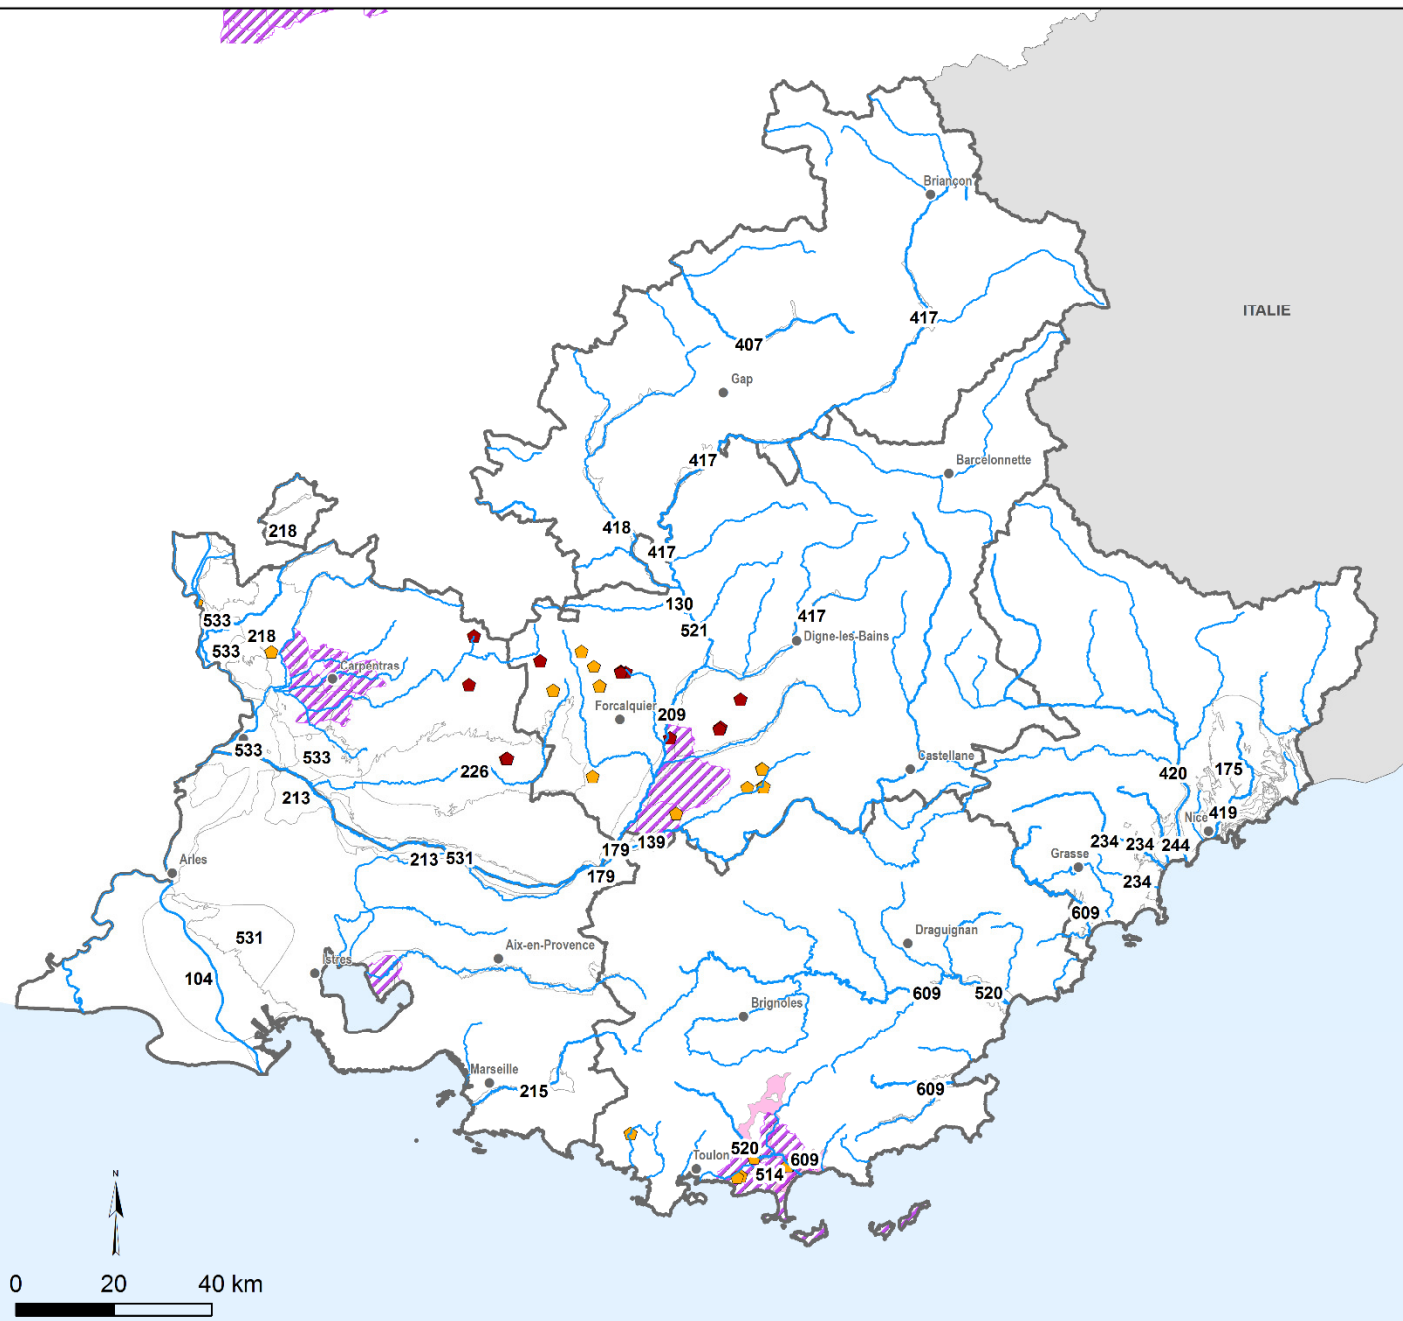 Briançon
ITALIE
417
407
Gap
417
Barcelonnette
418
218
417
130
533
417
521
218
Digne-les-Bains
533
Carpentras
Forcalquier
209
533
533
Castellane
226
420
175
213
419
Nice
234
234
244
179
139
213
531
Grasse
Arles
179
234
609
Draguignan
531
Aix-en-Provence
Istres
104
609
520
Brignoles
Marseille
215
609
520
Toulon
609
514
N
0
20
40 km